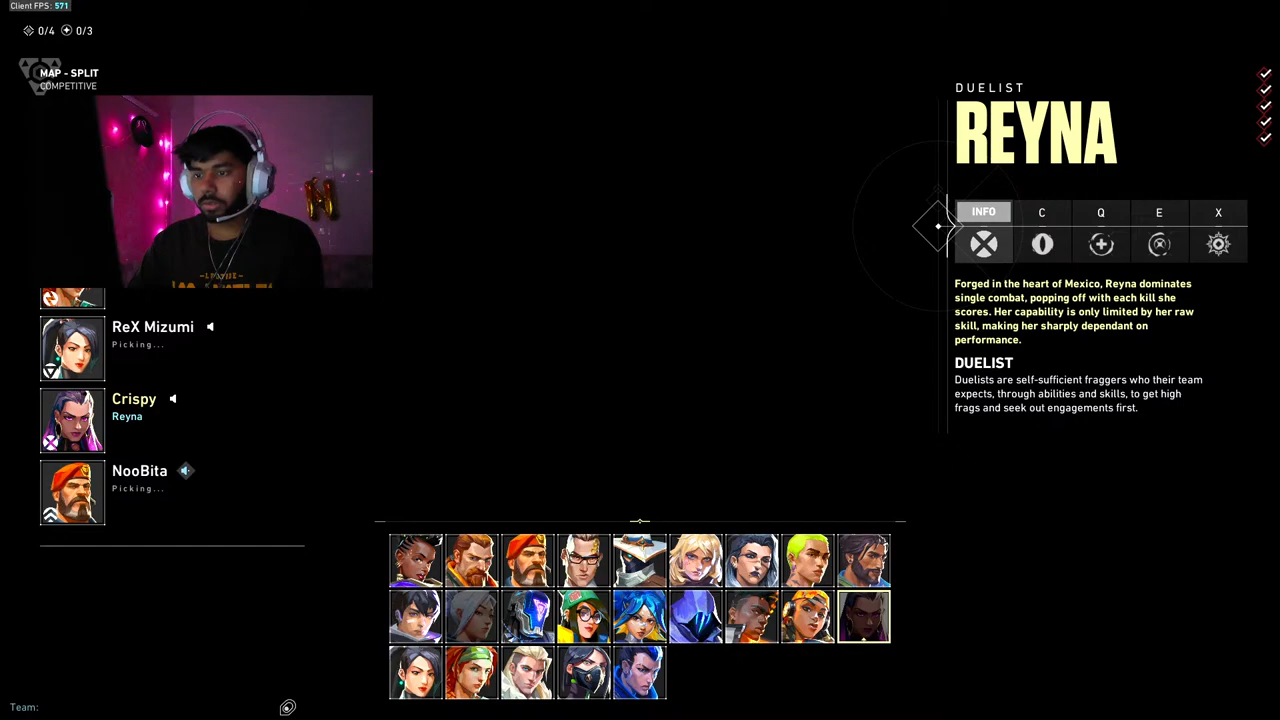 Client FPS: 571
0/4 0/3
MAP - SPLIT
COMPETITIVE
ReX Mizumi
Picking...
Crispy
Reyna
NooBita
Picking...
Team:
DUELIST
REYNA
INFO C Q E X
Forged in the heart of Mexico, Reyna dominates
single combat, popping off with each kill she
scores. Her capability is only limited by her raw
skill, making her sharply dependant on
performance.
DUELIST
Duelists are self-sufficient fraggers who their team
expects, through abilities and skills, to get high
frags and seek out engagements first.